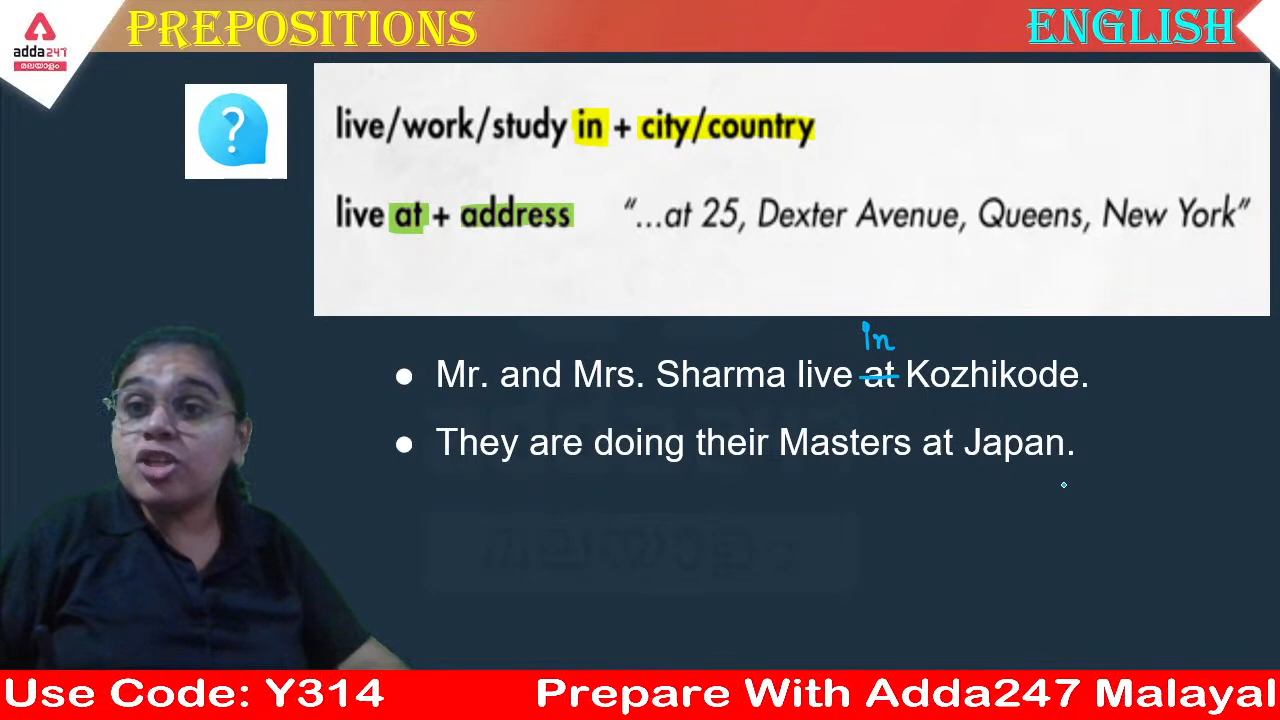 PREPOSITIONS
ENGLISH
adda247
മലയാളം
?
live/work/study in + city/country
live at + address "...at 25, Dexter Avenue, Queens, New York"
In
● Mr. and Mrs. Sharma live at Kozhikode.
● They are doing their Masters at Japan.
മലയാളം
Use Code: Y314 Prepare With Adda247 Malayal